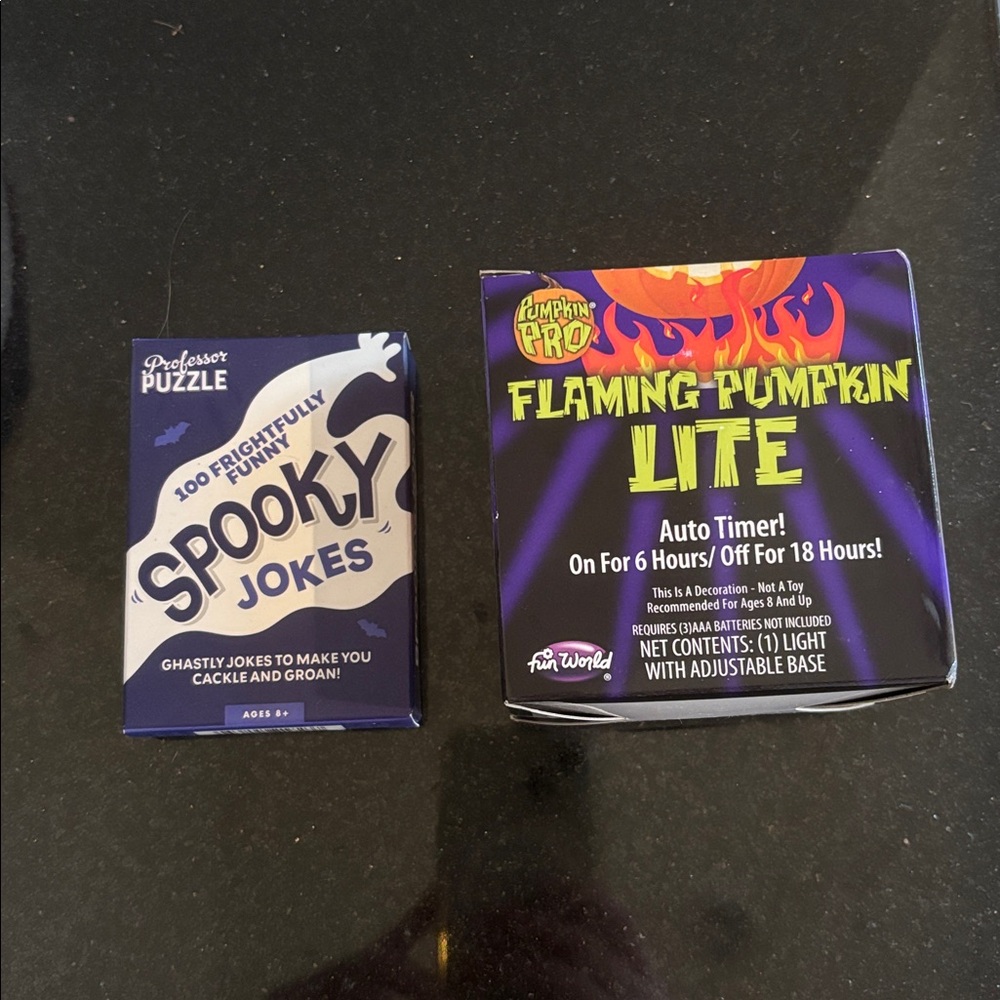 Professor
PUZZLE
100 FRIGHTFULLY
FUNNY
SPOOKY
JOKES
GHASTLY JOKES TO MAKE YOU
CACKLE AND GROAN!
AGES 8+
PUMPKIN®
PRO
FLAMING PUMPKIN
LITE
Auto Timer!
On For 6 Hours/ Off For 18 Hours!
This Is A Decoration - Not A Toy
Recommended For Ages 8 And Up
REQUIRES (3)AAA BATTERIES NOT INCLUDED
NET CONTENTS: (1) LIGHT
WITH ADJUSTABLE BASE
fun World®